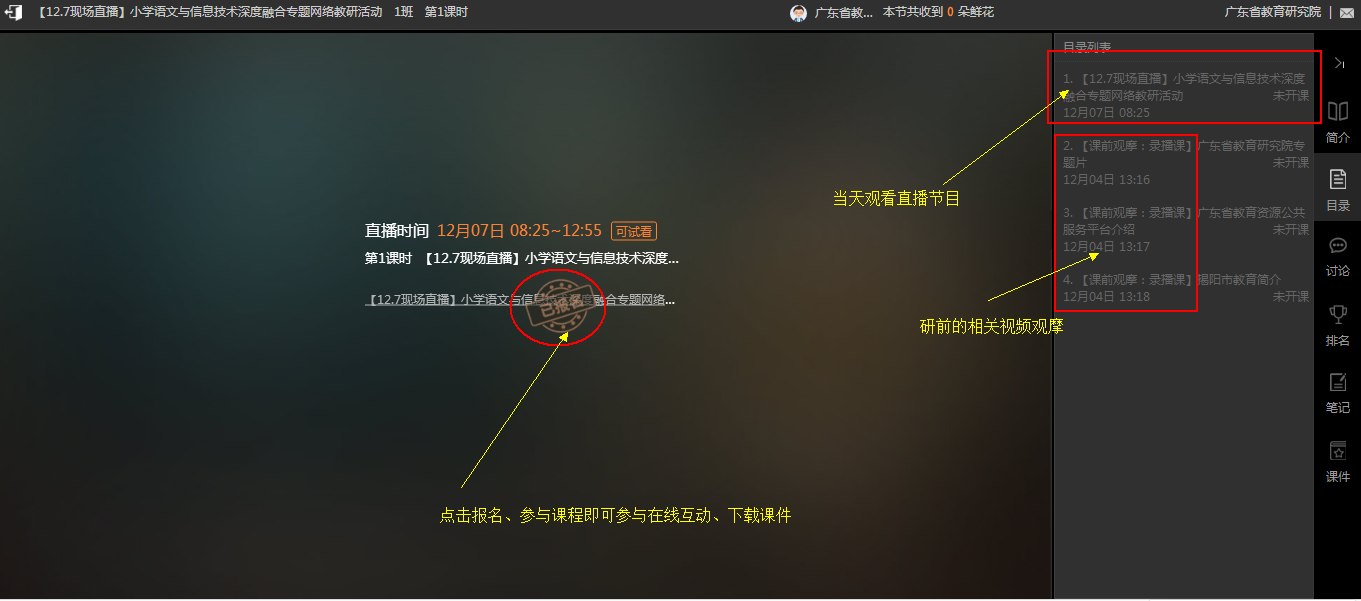 【12.7现场直播】小学语文与信息技术深度融合专题网络教研活动 1班 第1课时
广东省教... 本节共收到 0 朵鲜花
广东省教育研究院
目录列表
1. 【12.7现场直播】小学语文与信息技术深度
融合专题网络教研活动 未开课
12月07日 08:25
2. 【课前观摩：录播课】广东省教育研究院专
题片 未开课
12月04日 13:16
3. 【课前观摩：录播课】广东省教育资源公共
服务平台介绍 未开课
12月04日 13:17
4. 【课前观摩：录播课】揭阳市教育简介
12月04日 13:18 未开课
简介
目录
讨论
排名
笔记
课件
当天观看直播节目
研前的相关视频观摩
直播时间 12月07日 08:25~12:55 可试看
第1课时 【12.7现场直播】小学语文与信息技术深度...
【12.7现场直播】小学语文与信息技术深度融合专题网络...
已报名
点击报名、参与课程即可参与在线互动、下载课件